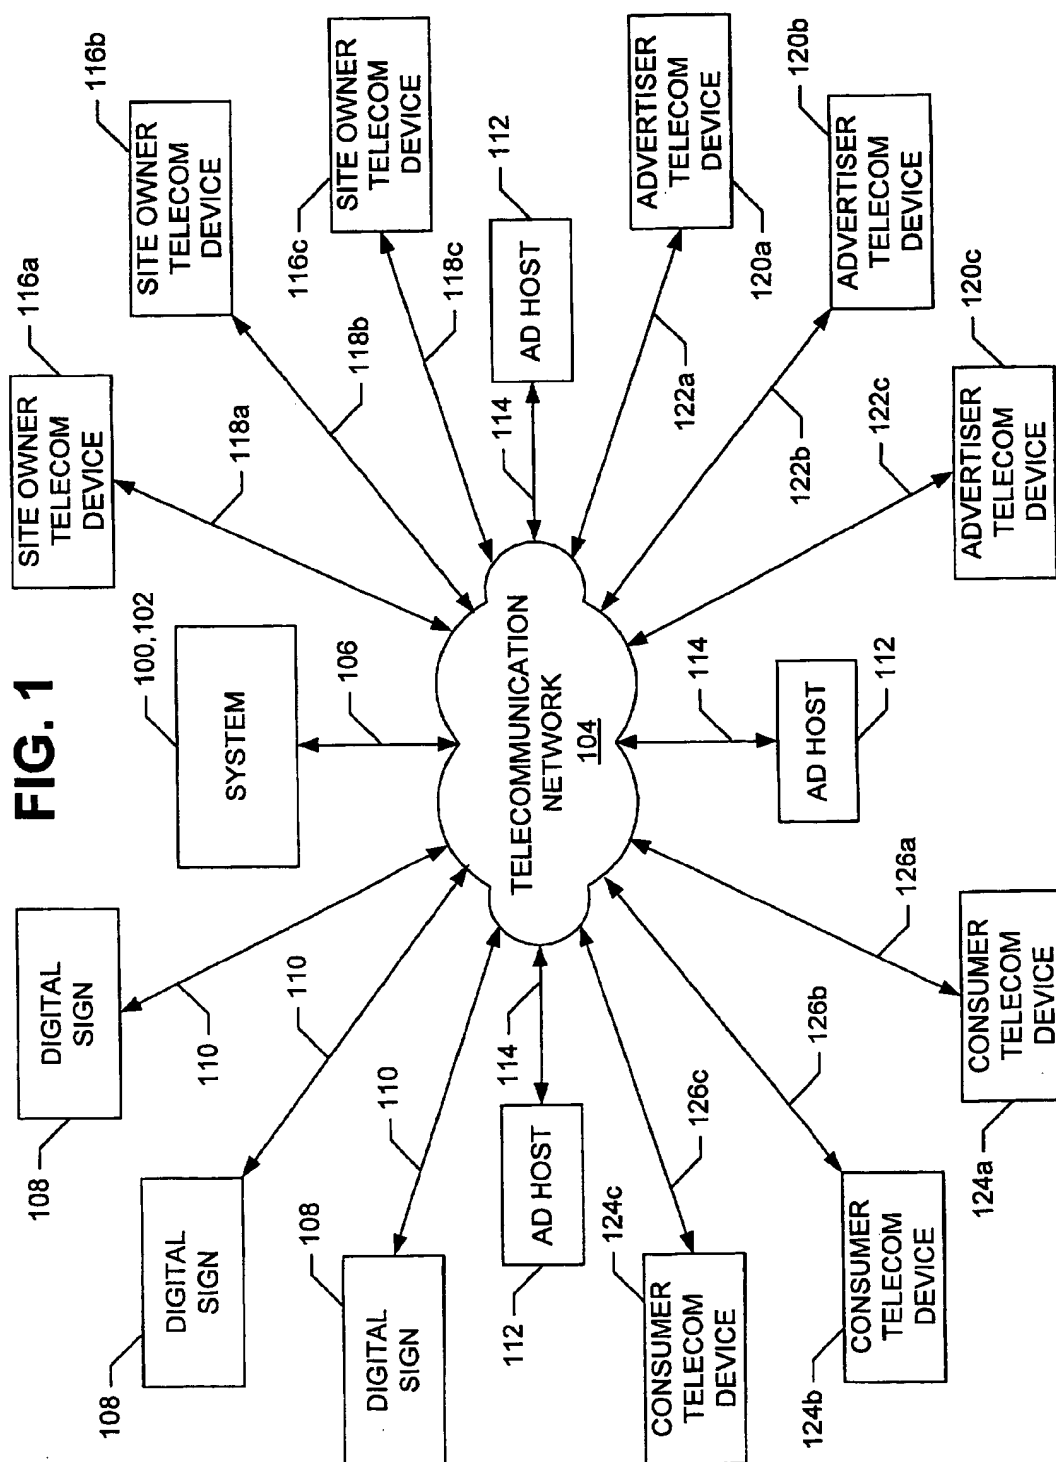 FIG. 1
100,102
SYSTEM
106
TELECOMMUNICATION
NETWORK
104
116a
SITE OWNER
TELECOM
DEVICE
118a
116b
SITE OWNER
TELECOM
DEVICE
118b
116c
SITE OWNER
TELECOM
DEVICE
118c
112
AD HOST
114
ADVERTISER
TELECOM
DEVICE
120a
122a
120b
ADVERTISER
TELECOM
DEVICE
122b
120c
ADVERTISER
TELECOM
DEVICE
122c
114
112
AD HOST
126a
CONSUMER
TELECOM
DEVICE
124a
126b
CONSUMER
TELECOM
DEVICE
124b
126c
124c
CONSUMER
TELECOM
DEVICE
114
AD HOST
112
110
108
DIGITAL
SIGN
110
DIGITAL
SIGN
108
110
DIGITAL
SIGN
108